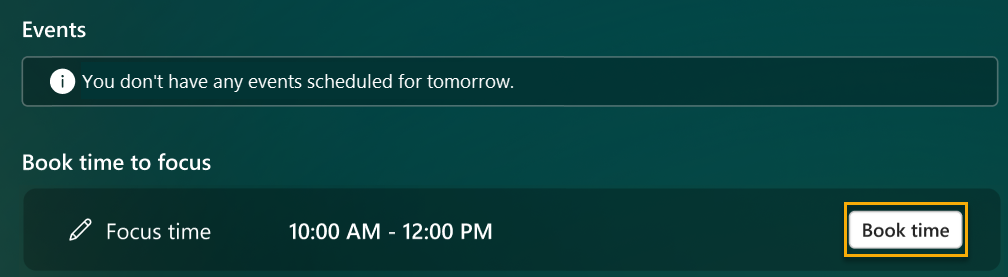 Events
You don't have any events scheduled for tomorrow.
Book time to focus
Focus time 10:00 AM - 12:00 PM Book time